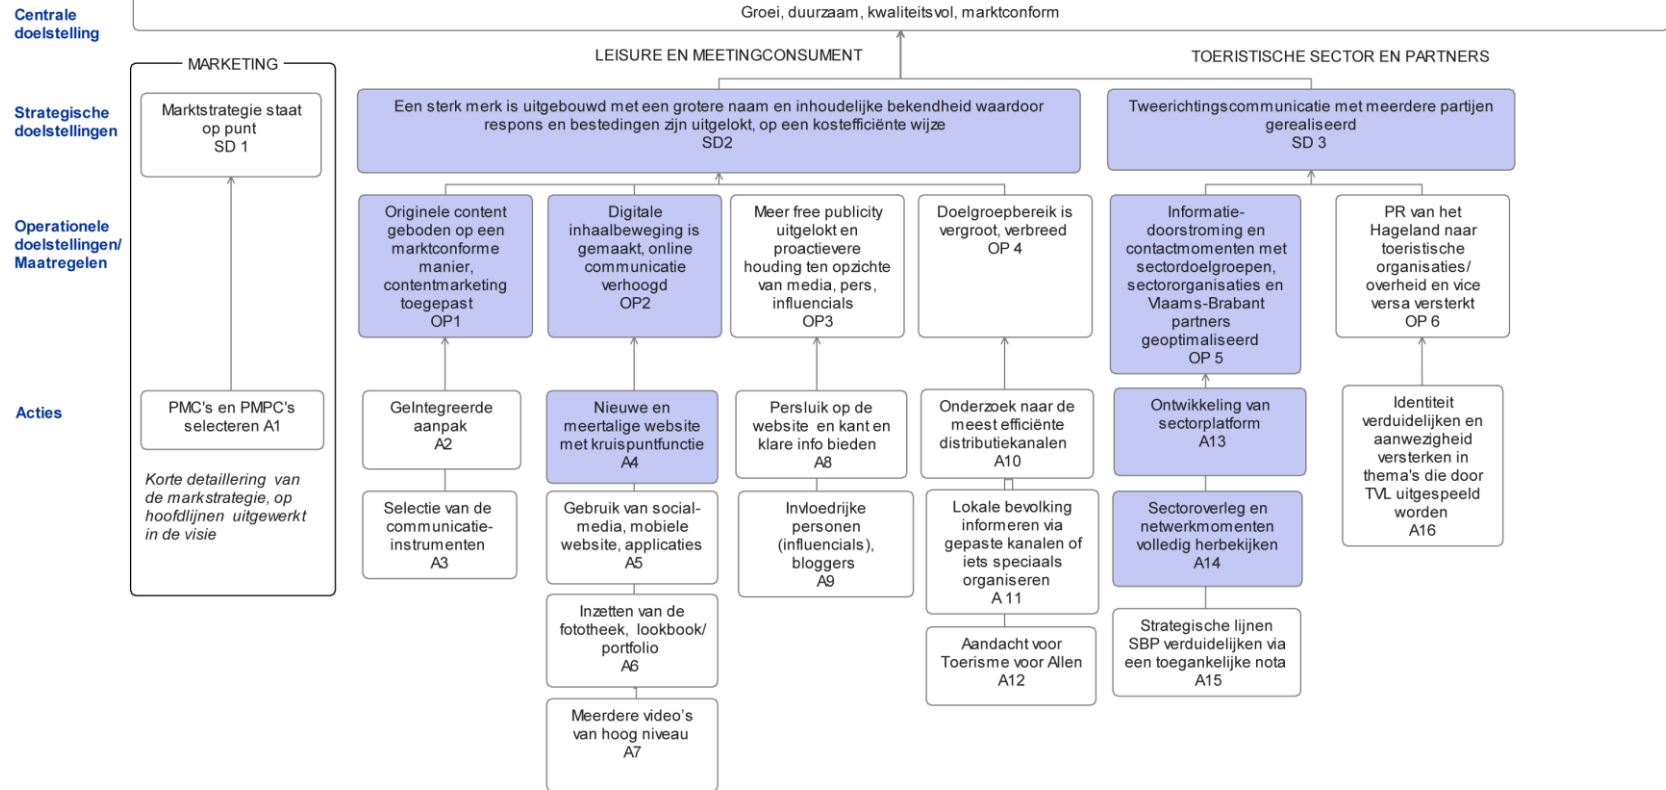 Centrale
doelstelling
Groei, duurzaam, kwaliteitsvol, marktconform
LEISURE EN MEETINGCONSUMENT
TOERISTISCHE SECTOR EN PARTNERS
MARKETING
Strategische
doelstellingen
Marktstrategie staat
op punt
SD 1
Een sterk merk is uitgebouwd met een grotere naam en inhoudelijke bekendheid waardoor
respons en bestedingen zijn uitgelokt, op een kostefficiënte wijze
SD2
Tweerichtingscommunicatie met meerdere partijen
gerealiseerd
SD 3
Operationele
doelstellingen/
Maatregelen
Originele content
geboden op een
marktconforme
manier,
contentmarketing
toegepast
OP1
Digitale
inhaalbeweging is
gemaakt, online
communicatie
verhoogd
OP2
Meer free publicity
uitgelokt en
proactievere
houding ten opzichte
van media, pers,
influencials
OP3
Doelgroepbereik is
vergroot, verbreed
OP 4
Informatie-
doorstroming en
contactmomenten met
sectordoelgroepen,
sectororganisaties en
Vlaams-Brabant
partners
geoptimaliseerd
OP 5
PR van het
Hageland naar
toeristische
organisaties/
overheid en vice
versa versterkt
OP 6
Acties
PMC's en PMPC's
selecteren A1
Korte detaillering van
de markstrategie, op
hoofdlijnen uitgewerkt
in de visie
GeIntegreerde
aanpak
A2
Selectie van de
communicatie-
instrumenten
A3
Nieuwe en
meertalige website
met kruispuntfunctie
A4
Gebruik van social-
media, mobiele
website, applicaties
A5
Inzetten van de
fototheek, lookbook/
portfolio
A6
Meerdere video's
van hoog niveau
A7
Persluik op de
website en kant en
klare info bieden
A8
Invloedrijke
personen
(influencials),
bloggers
A9
Onderzoek naar de
meest efficiënte
distributiekanalen
A10
Lokale bevolking
informeren via
gepaste kanalen of
iets speciaals
organiseren
A 11
Aandacht voor
Toerisme voor Allen
A12
Ontwikkeling van
sectorplatform
A13
Sectoroverleg en
netwerkmomenten
volledig herbekijken
A14
Strategische lijnen
SBP verduidelijken via
een toegankelijke nota
A15
Identiteit
verduidelijken en
aanwezigheid
versterken in
thema's die door
TVL uitgespeeld
worden
A16